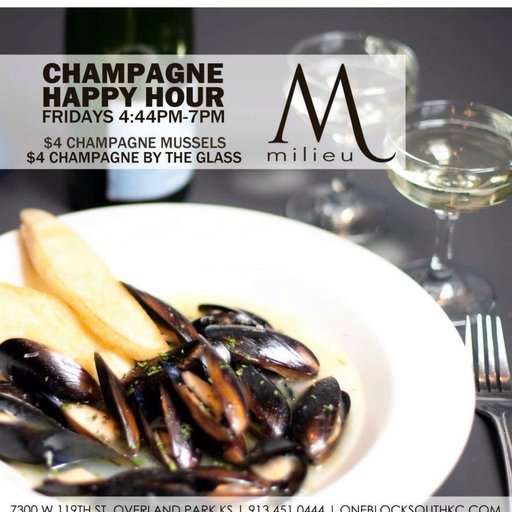 CHAMPAGNE
HAPPY HOUR
FRIDAYS 4:44PM-7PM
$4 CHAMPAGNE MUSSELS
$4 CHAMPAGNE BY THE GLASS
M
milieu
7300 W 119TH ST, OVERLAND PARK KS | 913.451.0444 | ONEBLOCKSOUTHKC.COM